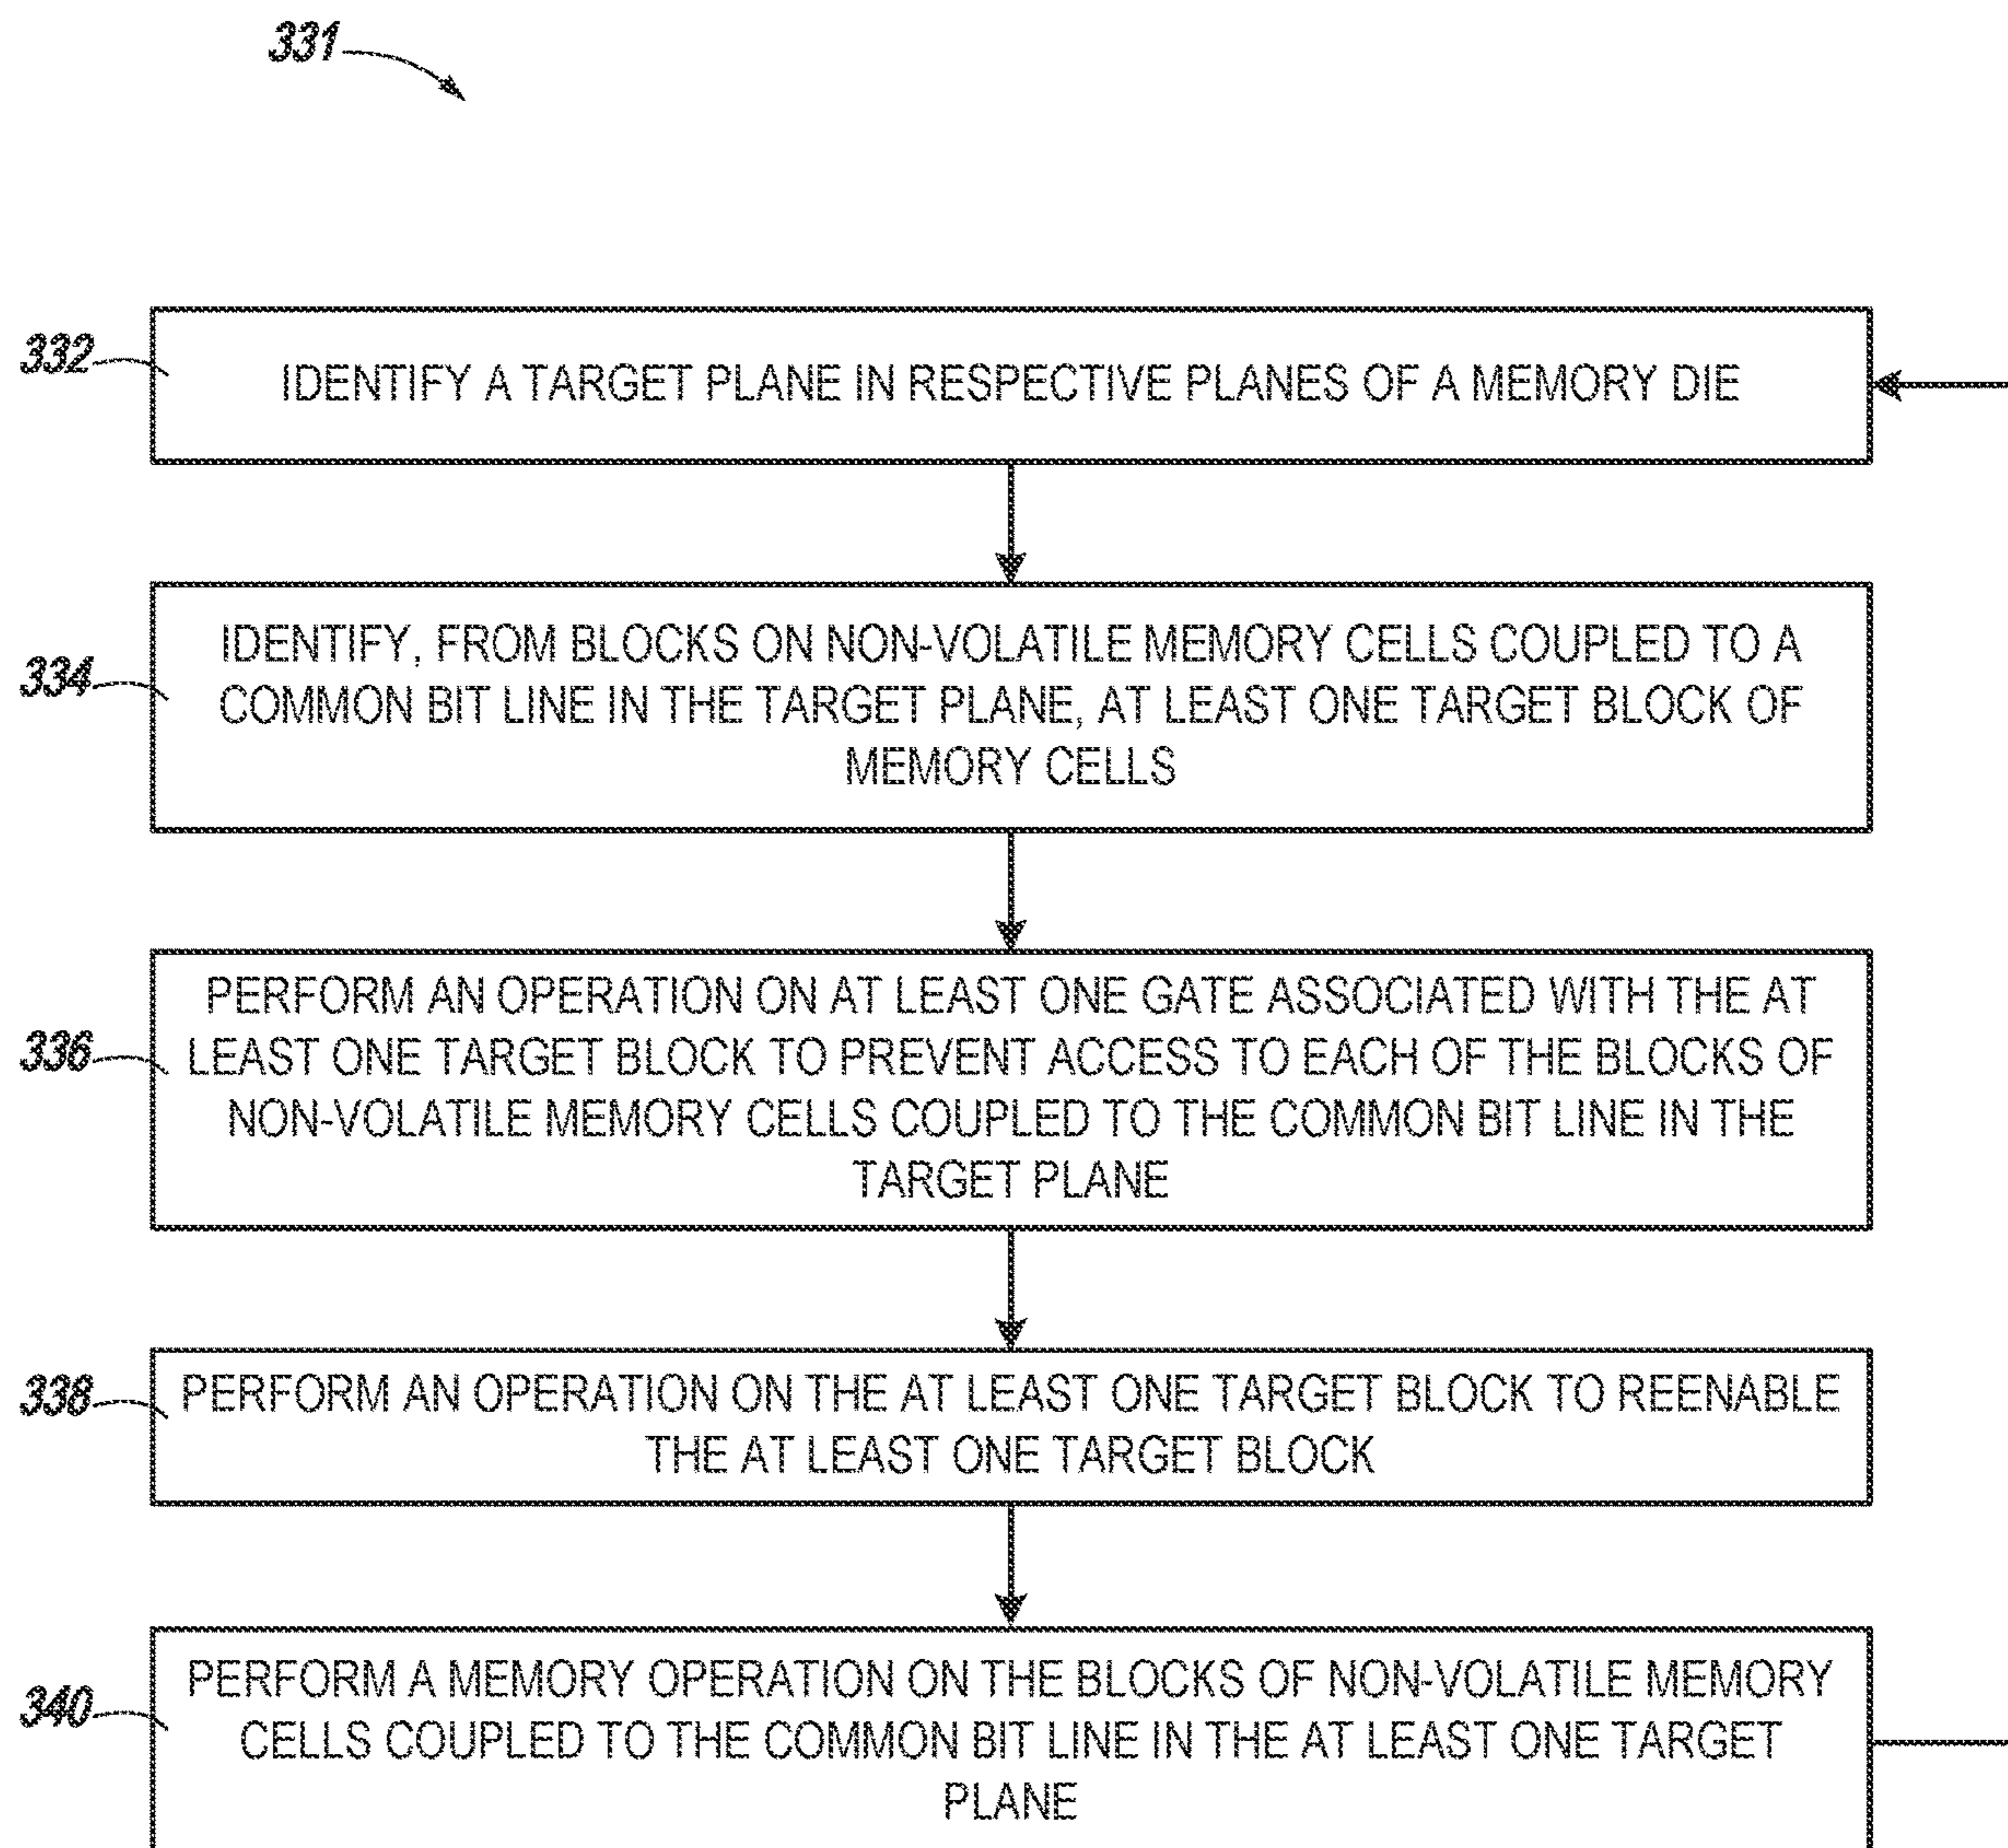 331
332
IDENTIFY A TARGET PLANE IN RESPECTIVE PLANES OF A MEMORY DIE
334
IDENTIFY, FROM BLOCKS ON NON-VOLATILE MEMORY CELLS COUPLED TO A
COMMON BIT LINE IN THE TARGET PLANE, AT LEAST ONE TARGET BLOCK OF
MEMORY CELLS
336
PERFORM AN OPERATION ON AT LEAST ONE GATE ASSOCIATED WITH THE AT
LEAST ONE TARGET BLOCK TO PREVENT ACCESS TO EACH OF THE BLOCKS OF
NON-VOLATILE MEMORY CELLS COUPLED TO THE COMMON BIT LINE IN THE
TARGET PLANE
338
PERFORM AN OPERATION ON THE AT LEAST ONE TARGET BLOCK TO REENABLE
THE AT LEAST ONE TARGET BLOCK
340
PERFORM A MEMORY OPERATION ON THE BLOCKS OF NON-VOLATILE MEMORY
CELLS COUPLED TO THE COMMON BIT LINE IN THE AT LEAST ONE TARGET
PLANE